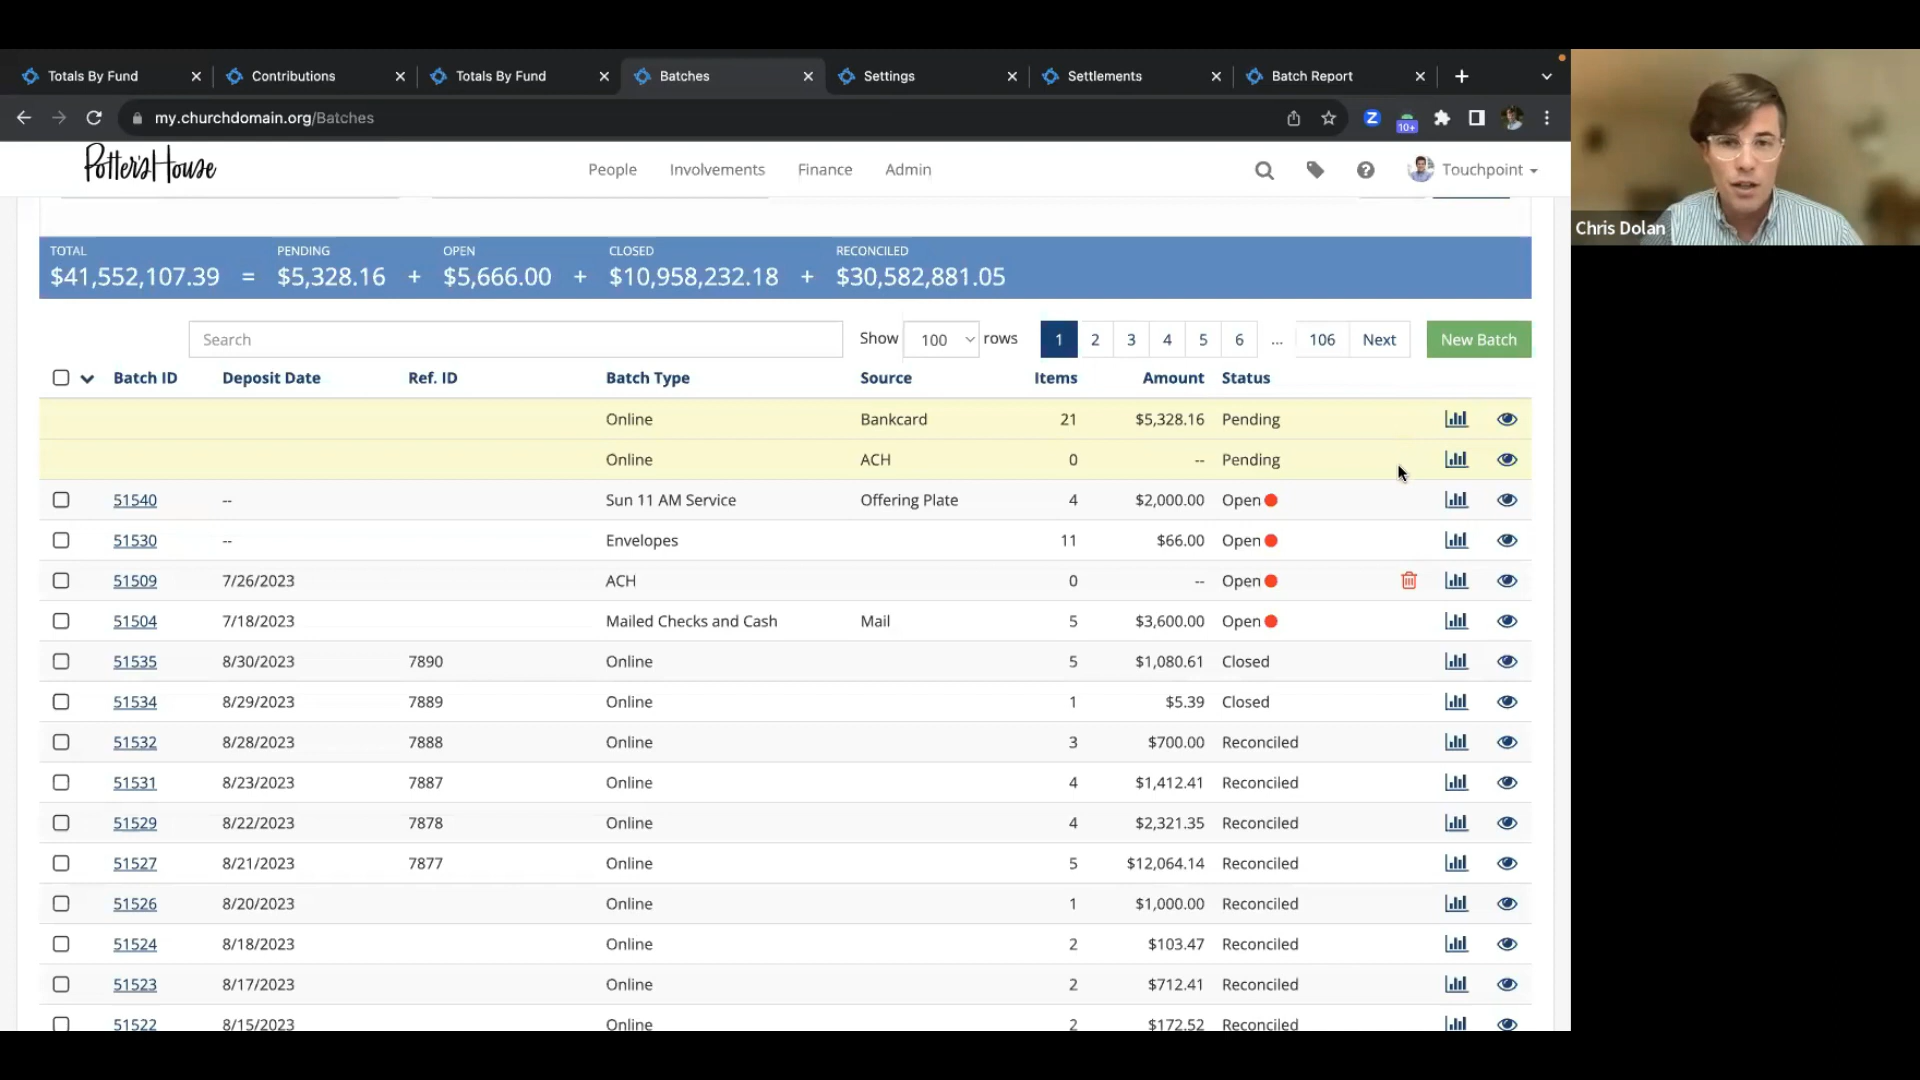 Totals By Fund Contributions Totals By Fund Batches Settings Settlements Batch Report
my.churchdomain.org/Batches Z 10+
Potter's House People Involvements Finance Admin Touchpoint
Chris Dolan
TOTAL PENDING OPEN CLOSED RECONCILED
$41,552,107.39 = $5,328.16 + $5,666.00 + $10,958,232.18 + $30,582,881.05
Search Show 100 rows 1 2 3 4 5 6 ... 106 Next New Batch
Batch ID Deposit Date Ref. ID Batch Type Source Items Amount Status
Online Bankcard 21 $5,328.16 Pending
Online ACH 0 -- Pending
51540 -- Sun 11 AM Service Offering Plate 4 $2,000.00 Open
51530 -- Envelopes 11 $66.00 Open
51509 7/26/2023 ACH 0 -- Open
51504 7/18/2023 Mailed Checks and Cash Mail 5 $3,600.00 Open
51535 8/30/2023 7890 Online 5 $1,080.61 Closed
51534 8/29/2023 7889 Online 1 $5.39 Closed
51532 8/28/2023 7888 Online 3 $700.00 Reconciled
51531 8/23/2023 7887 Online 4 $1,412.41 Reconciled
51529 8/22/2023 7878 Online 4 $2,321.35 Reconciled
51527 8/21/2023 7877 Online 5 $12,064.14 Reconciled
51526 8/20/2023 Online 1 $1,000.00 Reconciled
51524 8/18/2023 Online 2 $103.47 Reconciled
51523 8/17/2023 Online 2 $712.41 Reconciled
51522 8/15/2023 Online 2 $172.52 Reconciled